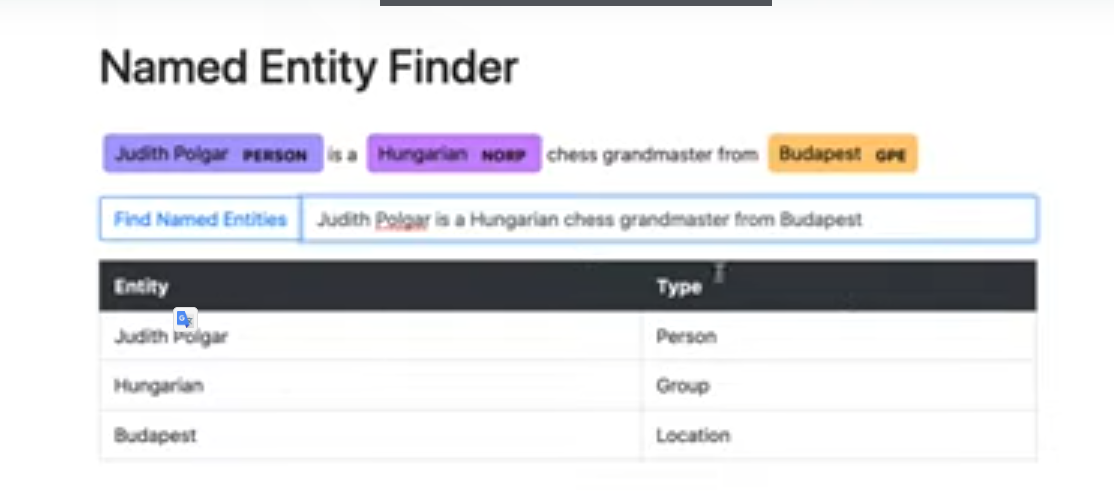 Named Entity Finder
Judith Polgar PERSON is a Hungarian NORP chess grandmaster from Budapest GPE
Find Named Entities Judith Polgar is a Hungarian chess grandmaster from Budapest
Entity Type
Judith Polgar Person
Hungarian Group
Budapest Location